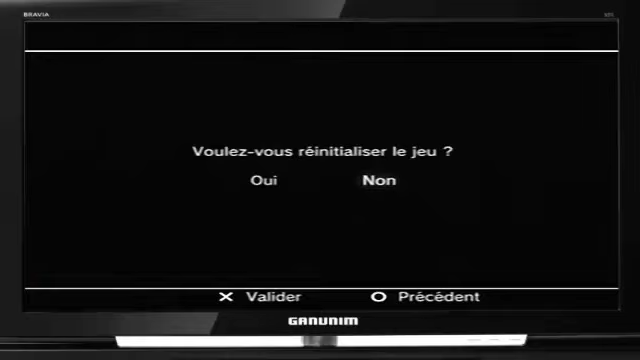 BRAVIA
Voulez-vous réinitialiser le jeu ?
Oui Non
X Valider O Précédent
GANUNIM